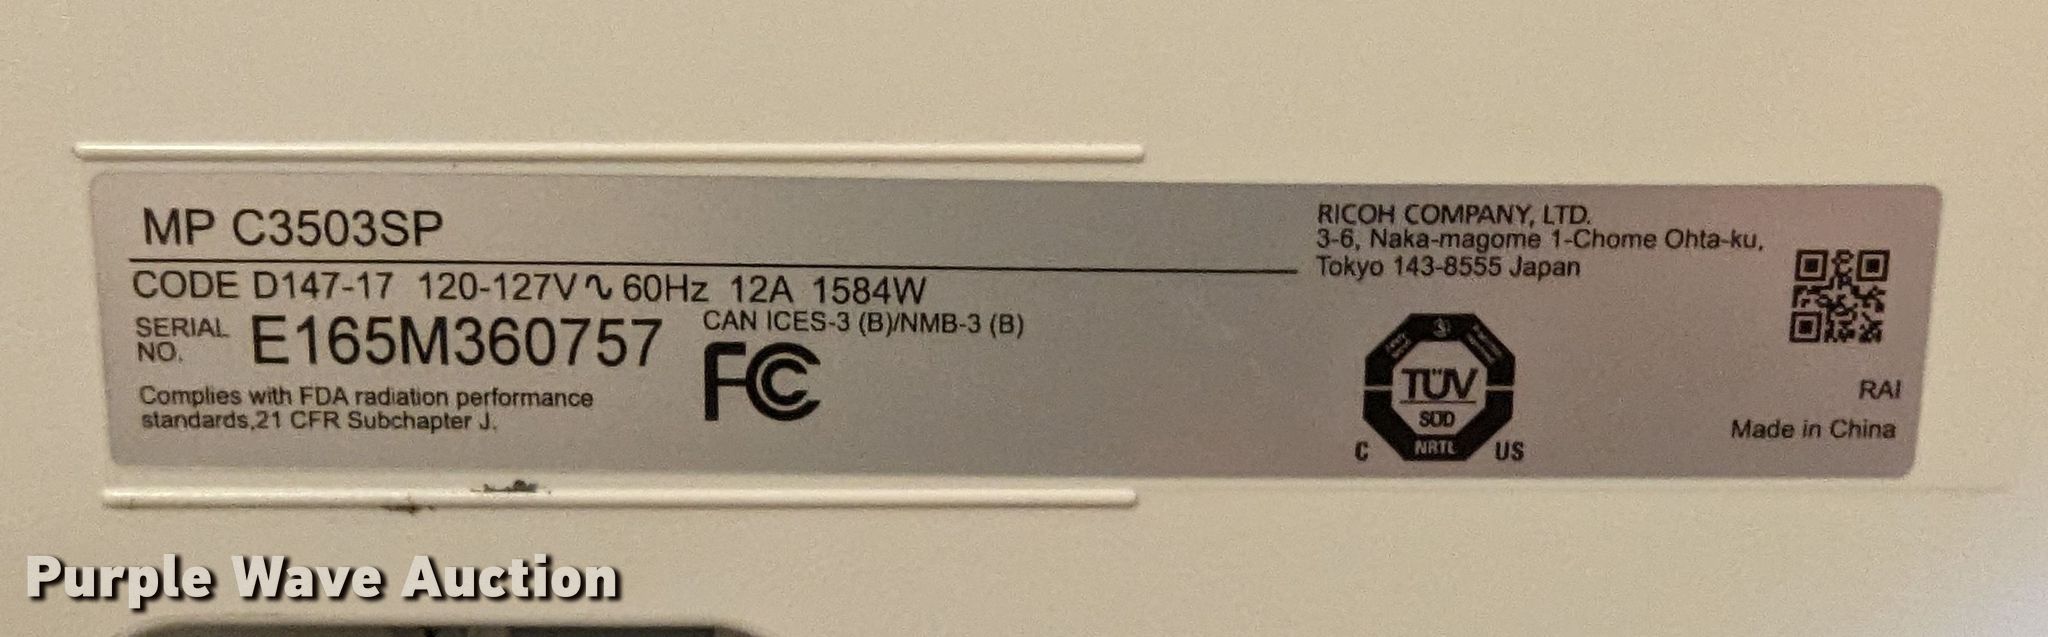 MP C3503SP
CODE D147-17 120-127V ∿ 60Hz 12A 1584W
SERIAL NO. E165M360757
CAN ICES-3 (B)/NMB-3 (B)
FC
Complies with FDA radiation performance
standards,21 CFR Subchapter J.
RICOH COMPANY, LTD.
3-6, Naka-magome 1-Chome Ohta-ku,
Tokyo 143-8555 Japan
TÜV
SÜD
NRTL
C US
RAI
Made in China
Purple Wave Auction